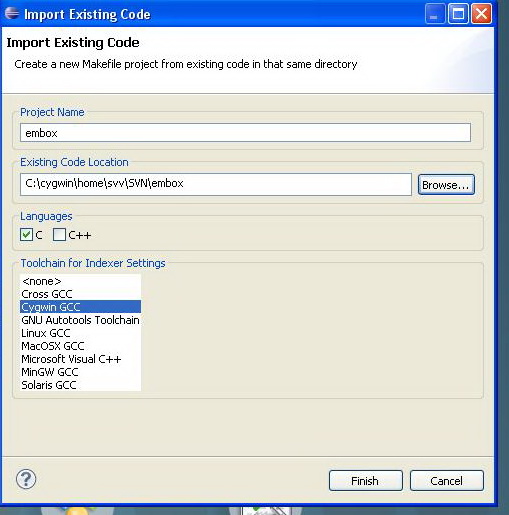 Import Existing Code
Import Existing Code
Create a new Makefile project from existing code in that same directory
Project Name
embox
Existing Code Location
C:\cygwin\home\svv\SVN\embox
Browse...
Languages
C C++
Toolchain for Indexer Settings
<none>
Cross GCC
Cygwin GCC
GNU Autotools Toolchain
Linux GCC
MacOSX GCC
Microsoft Visual C++
MinGW GCC
Solaris GCC
?
Finish Cancel